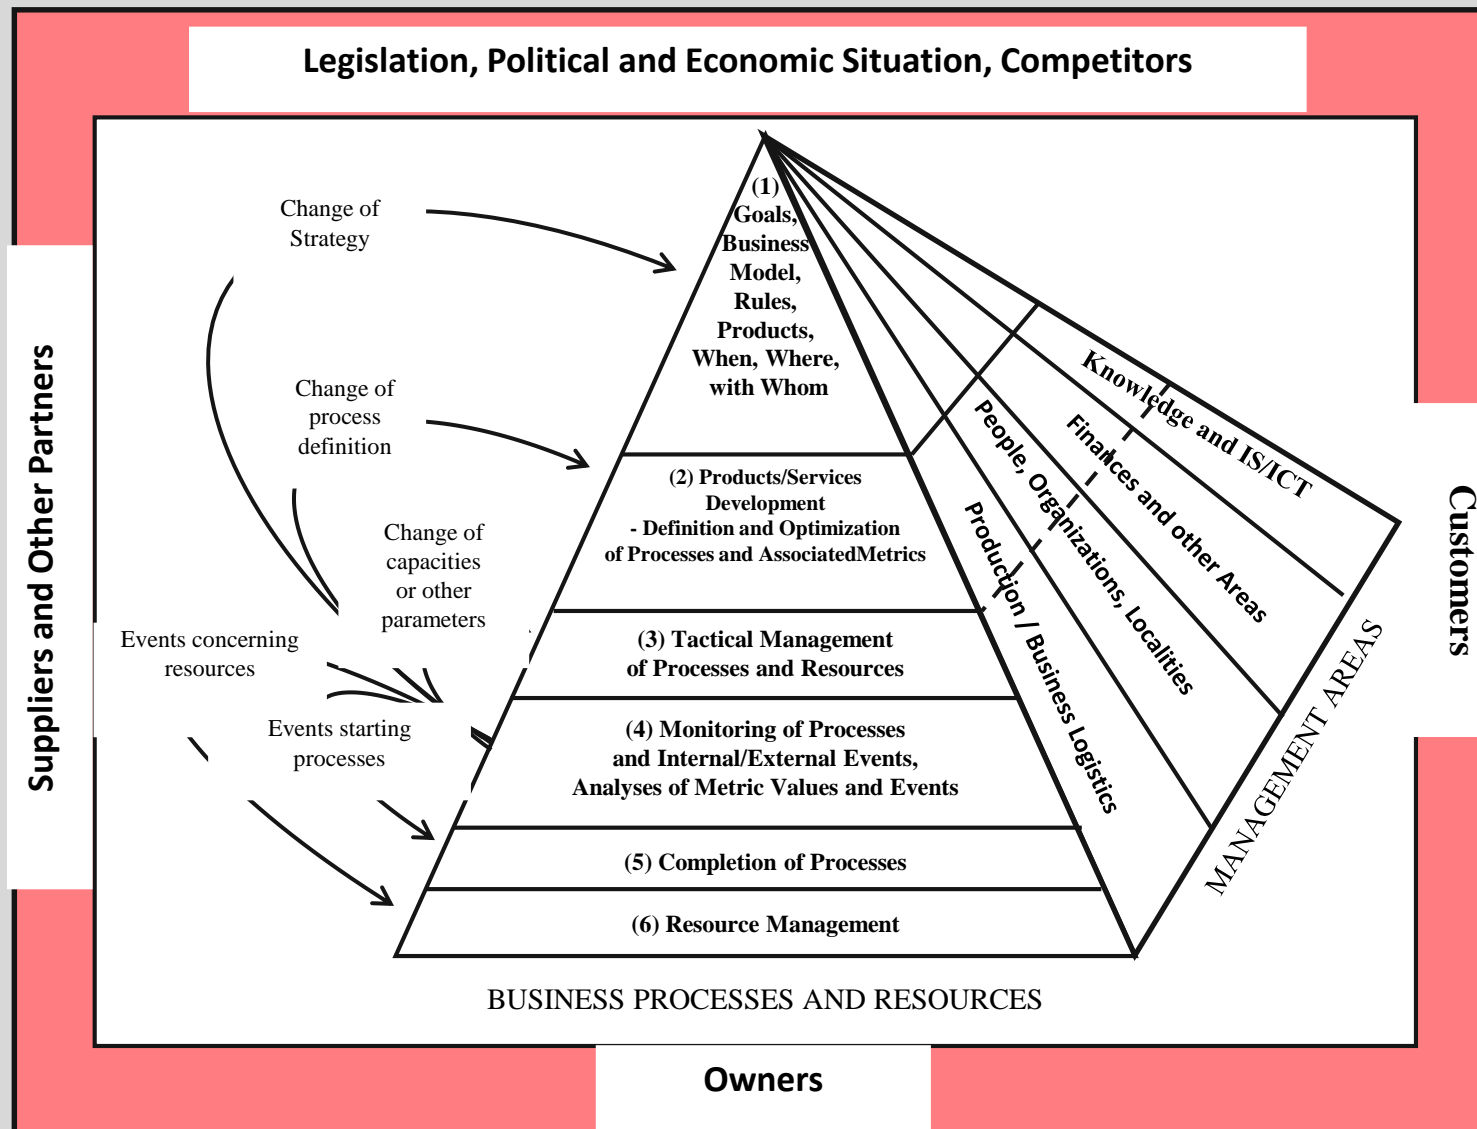 Legislation, Political and Economic Situation, Competitors
Suppliers and Other Partners
Change of
Strategy
Change of
process
definition
Change of
capacities
or other
parameters
Events concerning
resources
Events starting
processes
(1)
Goals,
Business
Model,
Rules,
Products,
When, Where,
with Whom
(2) Products/Services
Development
- Definition and Optimization
of Processes and AssociatedMetrics
(3) Tactical Management
of Processes and Resources
(4) Monitoring of Processes
and Internal/External Events,
Analyses of Metric Values and Events
(5) Completion of Processes
(6) Resource Management
Production / Business Logistics
People, Organizations, Localities
Finances and other Areas
Knowledge and IS/ICT
MANAGEMENT AREAS
Customers
BUSINESS PROCESSES AND RESOURCES
Owners